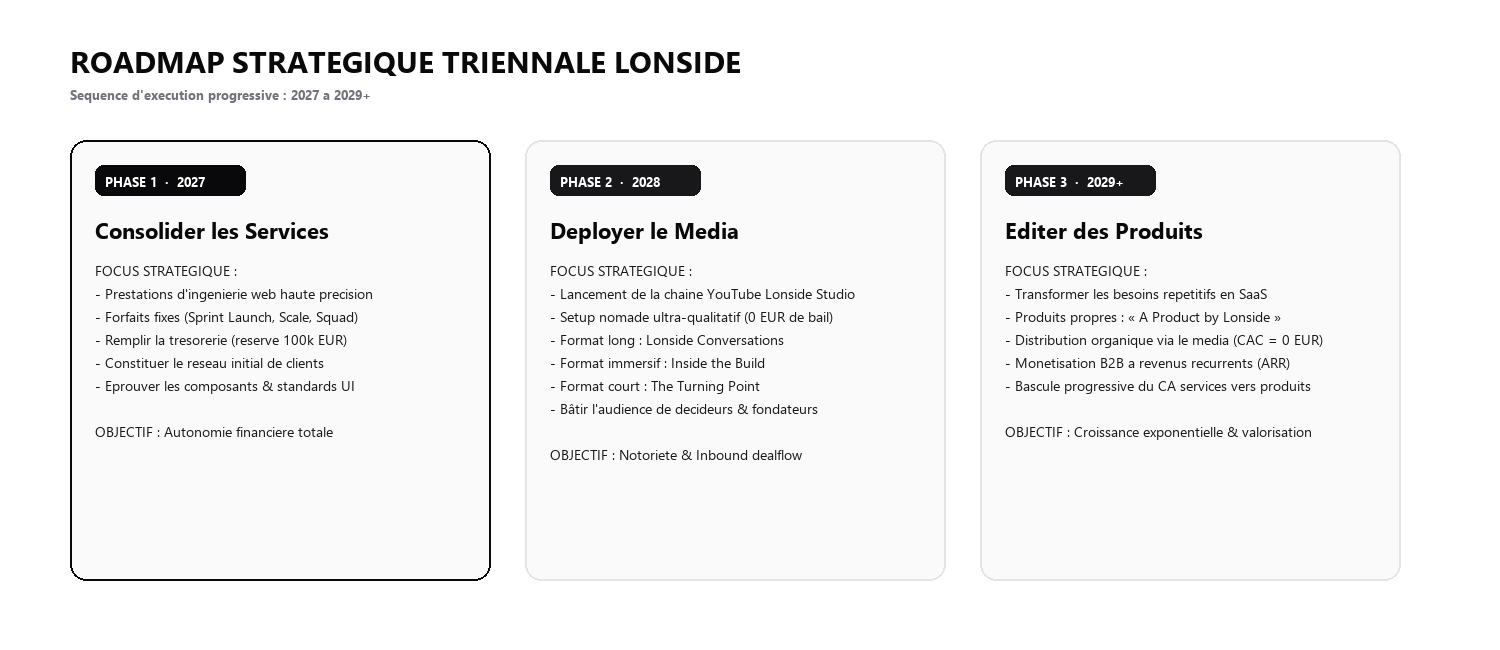 ROADMAP STRATEGIQUE TRIENNALE LONSIDE
Sequence d'execution progressive : 2027 a 2029+
PHASE 1 · 2027
Consolider les Services
FOCUS STRATEGIQUE :
- Prestations d'ingenierie web haute precision
- Forfaits fixes (Sprint Launch, Scale, Squad)
- Remplir la tresorerie (reserve 100k EUR)
- Constituer le reseau initial de clients
- Eprouver les composants & standards UI
OBJECTIF : Autonomie financiere totale
PHASE 2 · 2028
Deployer le Media
FOCUS STRATEGIQUE :
- Lancement de la chaine YouTube Lonside Studio
- Setup nomade ultra-qualitatif (0 EUR de bail)
- Format long : Lonside Conversations
- Format immersif : Inside the Build
- Format court : The Turning Point
- Bâtir l'audience de decideurs & fondateurs
OBJECTIF : Notoriete & Inbound dealflow
PHASE 3 · 2029+
Editer des Produits
FOCUS STRATEGIQUE :
- Transformer les besoins repetitifs en SaaS
- Produits propres : « A Product by Lonside »
- Distribution organique via le media (CAC = 0 EUR)
- Monetisation B2B a revenus recurrents (ARR)
- Bascule progressive du CA services vers produits
OBJECTIF : Croissance exponentielle & valorisation